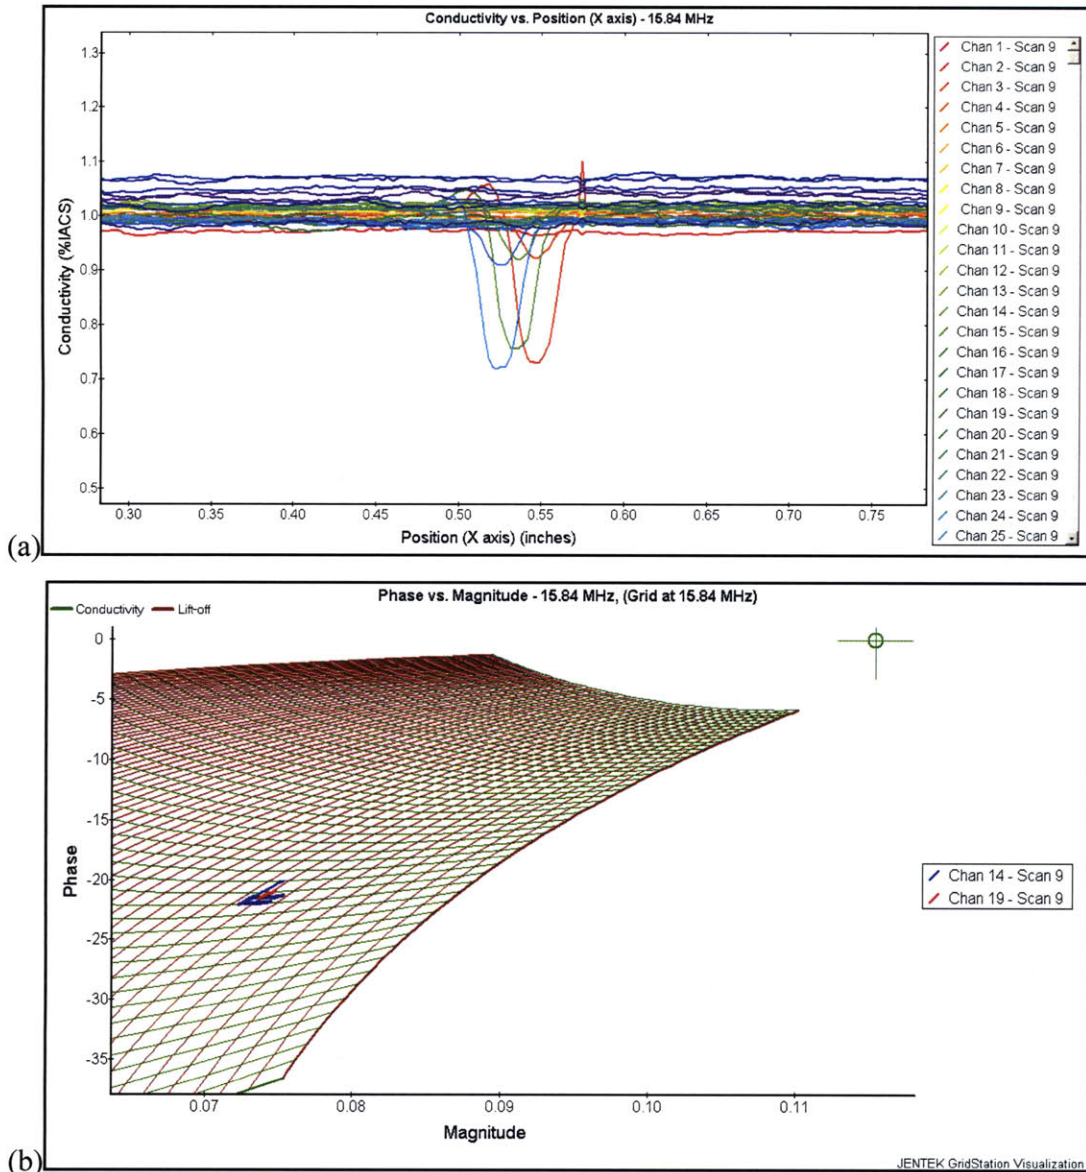 Conductivity vs. Position (X axis) - 15.84 MHz
1.3
1.2
1.1
1.0
0.9
0.8
0.7
0.6
0.5
Conductivity (%IACS)
0.30 0.35 0.40 0.45 0.50 0.55 0.60 0.65 0.70 0.75
Position (X axis) (inches)
Chan 1 - Scan 9
Chan 2 - Scan 9
Chan 3 - Scan 9
Chan 4 - Scan 9
Chan 5 - Scan 9
Chan 6 - Scan 9
Chan 7 - Scan 9
Chan 8 - Scan 9
Chan 9 - Scan 9
Chan 10 - Scan 9
Chan 11 - Scan 9
Chan 12 - Scan 9
Chan 13 - Scan 9
Chan 14 - Scan 9
Chan 15 - Scan 9
Chan 16 - Scan 9
Chan 17 - Scan 9
Chan 18 - Scan 9
Chan 19 - Scan 9
Chan 20 - Scan 9
Chan 21 - Scan 9
Chan 22 - Scan 9
Chan 23 - Scan 9
Chan 24 - Scan 9
Chan 25 - Scan 9
(a)
Phase vs. Magnitude - 15.84 MHz, (Grid at 15.84 MHz)
Conductivity Lift-off
0
-5
-10
-15
-20
-25
-30
-35
Phase
0.07 0.08 0.09 0.10 0.11
Magnitude
Chan 14 - Scan 9
Chan 19 - Scan 9
JENTEK GridStation Visualization
(b)